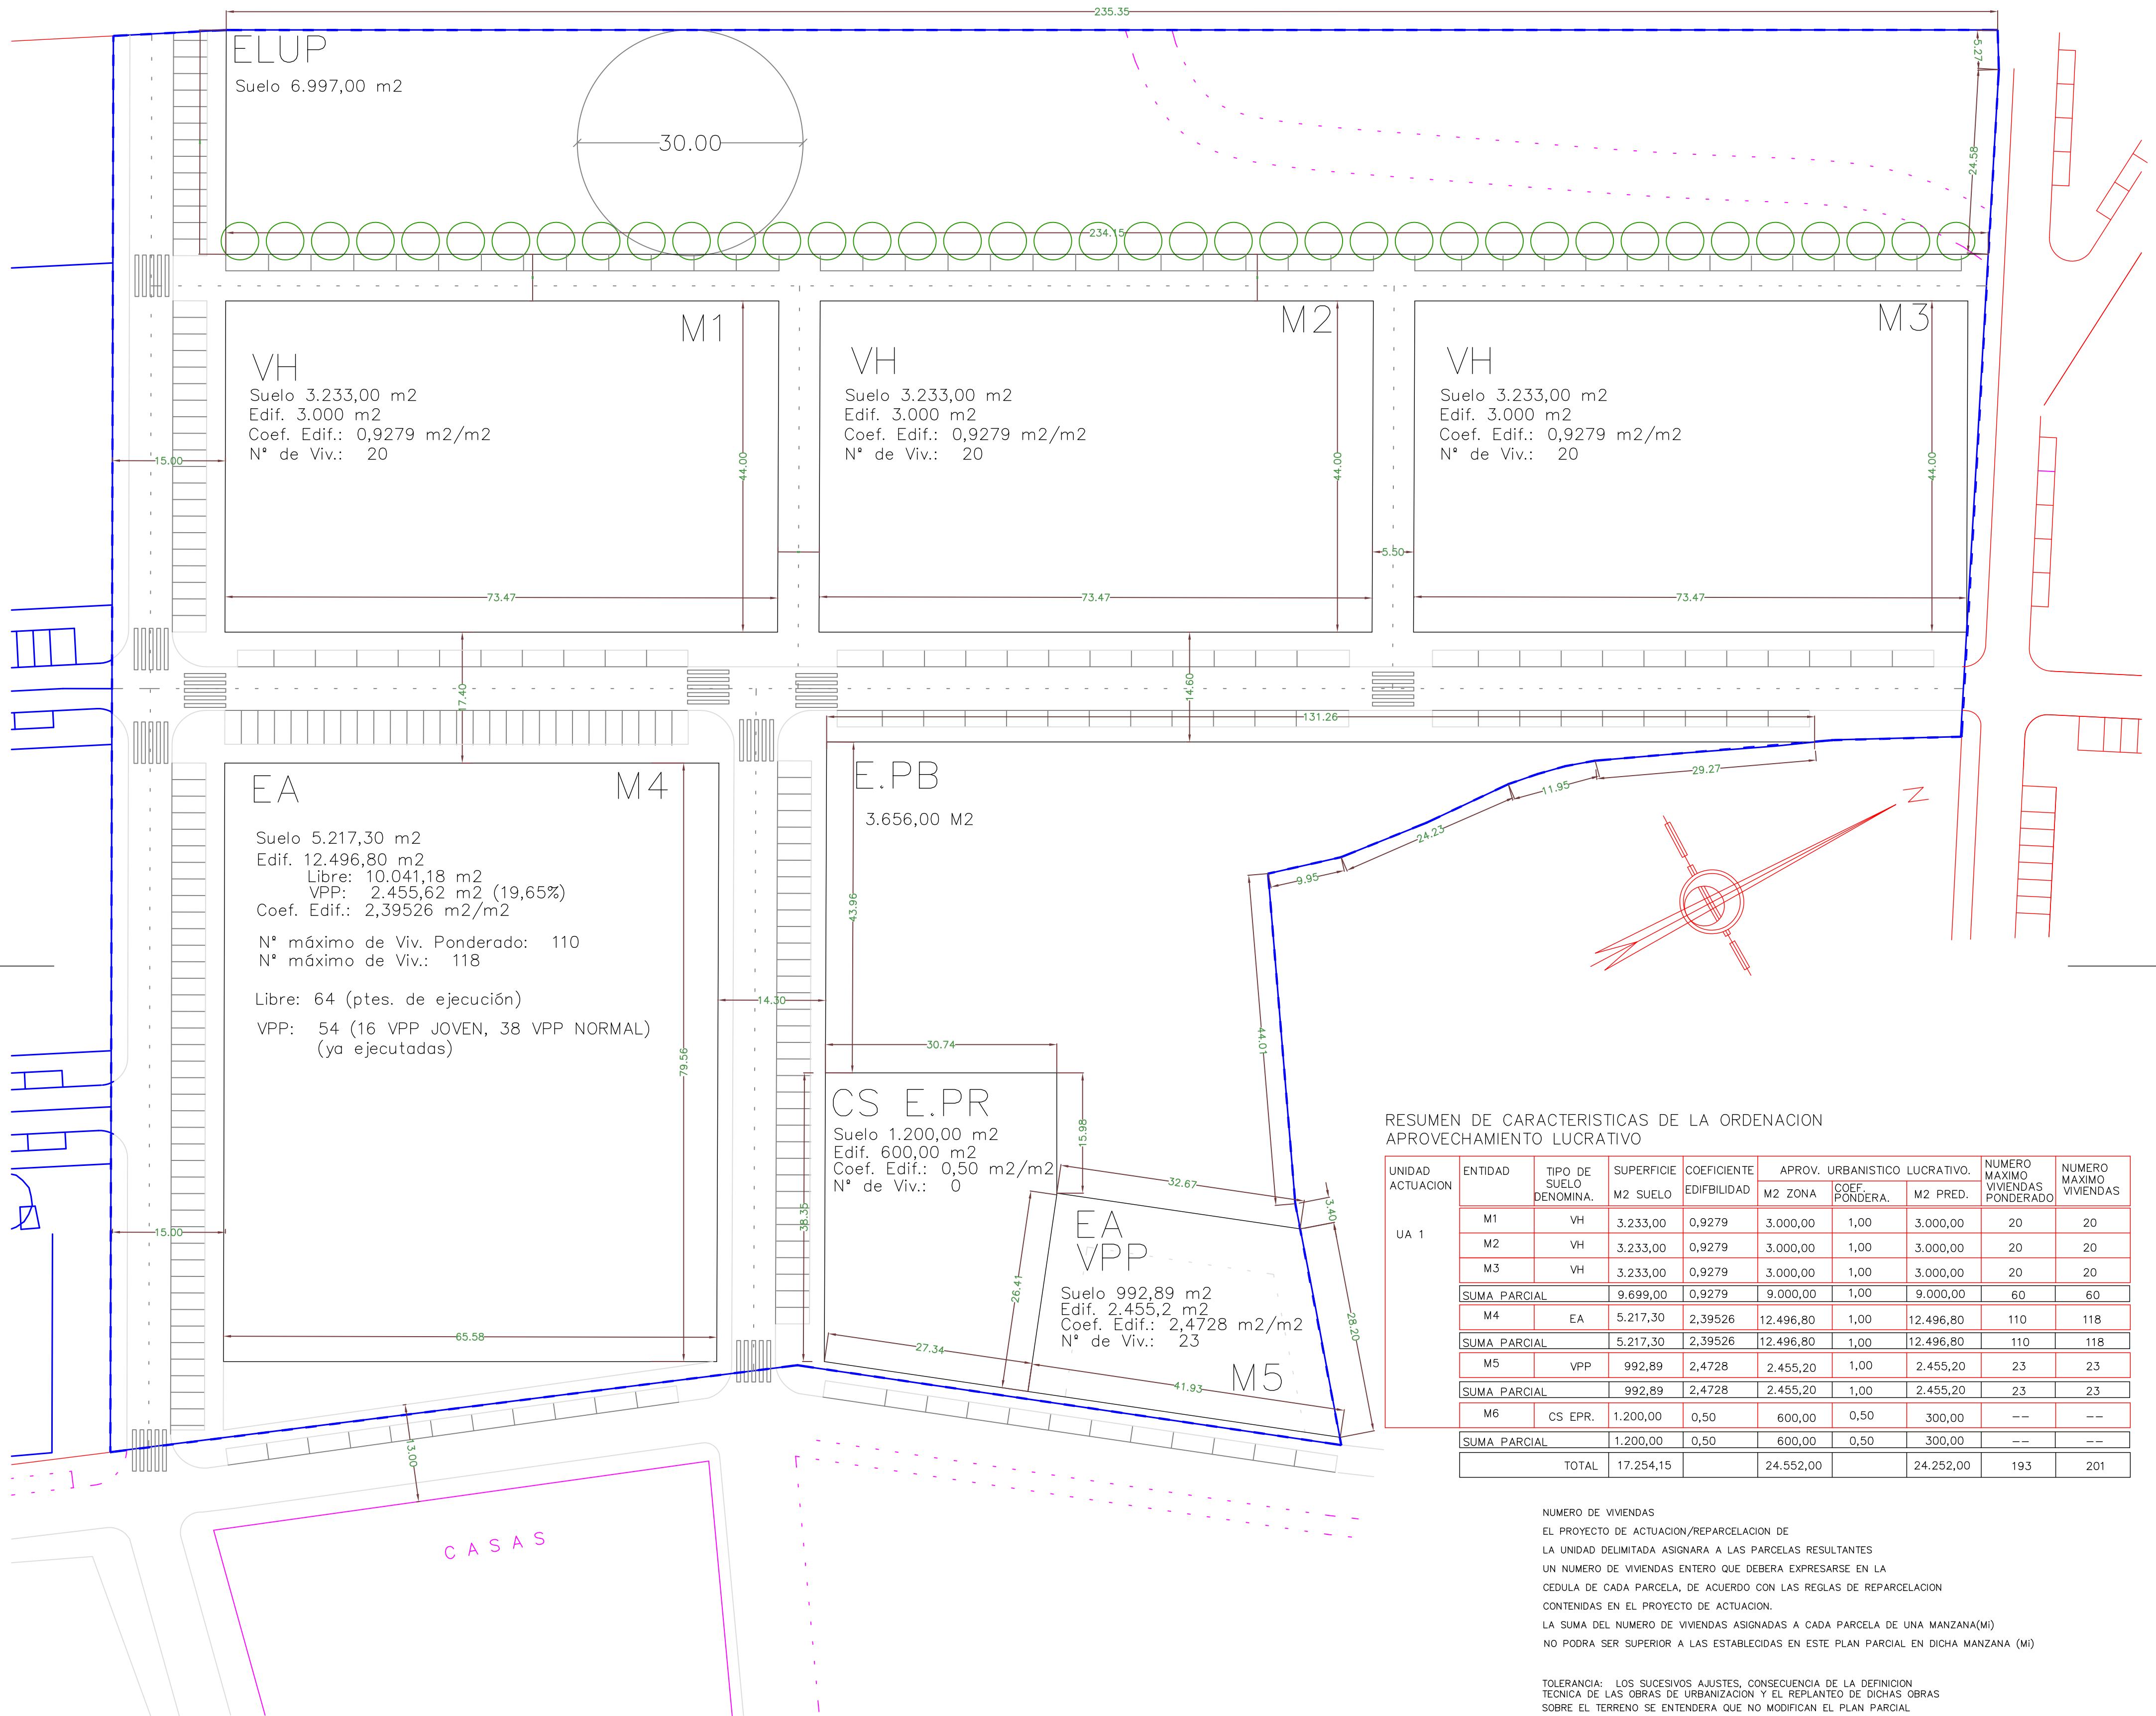 235.35
ELUP
Suelo 6.997,00 m2
5.27
30.00
24.58
234.15
M1
VH
Suelo 3.233,00 m2
Edif. 3.000 m2
Coef. Edif.: 0,9279 m2/m2
Nº de Viv.: 20
15.00
44.00
73.47
M2
VH
Suelo 3.233,00 m2
Edif. 3.000 m2
Coef. Edif.: 0,9279 m2/m2
Nº de Viv.: 20
44.00
5.50
73.47
M3
VH
Suelo 3.233,00 m2
Edif. 3.000 m2
Coef. Edif.: 0,9279 m2/m2
Nº de Viv.: 20
44.00
73.47
17.40
14.60
131.26
EA M4
Suelo 5.217,30 m2
Edif. 12.496,80 m2
Libre: 10.041,18 m2
VPP: 2.455,62 m2 (19,65%)
Coef. Edif.: 2,39526 m2/m2
Nº máximo de Viv. Ponderado: 110
Nº máximo de Viv.: 118
Libre: 64 (ptes. de ejecución)
VPP: 54 (16 VPP JOVEN, 38 VPP NORMAL)
(ya ejecutadas)
79.56
65.58
15.00
14.30
13.00
E.PB
3.656,00 M2
43.96
29.27
11.95
24.23
9.95
44.01
N
30.74
15.98
CS E.PR
Suelo 1.200,00 m2
Edif. 600,00 m2
Coef. Edif.: 0,50 m2/m2
Nº de Viv.: 0
38.35
32.67
3.40
26.41
27.34
EA
VPP
Suelo 992,89 m2
Edif. 2.455,2 m2
Coef. Edif.: 2,4728 m2/m2
Nº de Viv.: 23
M5
28.20
41.93
CASAS
RESUMEN DE CARACTERISTICAS DE LA ORDENACION
APROVECHAMIENTO LUCRATIVO
UNIDAD ACTUACION ENTIDAD TIPO DE SUELO DENOMINA. SUPERFICIE M2 SUELO COEFICIENTE EDIFBILIDAD APROV. URBANISTICO LUCRATIVO. M2 ZONA COEF. PONDERA. M2 PRED. NUMERO MAXIMO VIVIENDAS PONDERADO NUMERO MAXIMO VIVIENDAS
UA 1
M1 VH 3.233,00 0,9279 3.000,00 1,00 3.000,00 20 20
M2 VH 3.233,00 0,9279 3.000,00 1,00 3.000,00 20 20
M3 VH 3.233,00 0,9279 3.000,00 1,00 3.000,00 20 20
SUMA PARCIAL 9.699,00 0,9279 9.000,00 1,00 9.000,00 60 60
M4 EA 5.217,30 2,39526 12.496,80 1,00 12.496,80 110 118
SUMA PARCIAL 5.217,30 2,39526 12.496,80 1,00 12.496,80 110 118
M5 VPP 992,89 2,4728 2.455,20 1,00 2.455,20 23 23
SUMA PARCIAL 992,89 2,4728 2.455,20 1,00 2.455,20 23 23
M6 CS EPR. 1.200,00 0,50 600,00 0,50 300,00 -- --
SUMA PARCIAL 1.200,00 0,50 600,00 0,50 300,00 -- --
TOTAL 17.254,15 24.552,00 24.252,00 193 201
NUMERO DE VIVIENDAS
EL PROYECTO DE ACTUACION/REPARCELACION DE
LA UNIDAD DELIMITADA ASIGNARA A LAS PARCELAS RESULTANTES
UN NUMERO DE VIVIENDAS ENTERO QUE DEBERA EXPRESARSE EN LA
CEDULA DE CADA PARCELA, DE ACUERDO CON LAS REGLAS DE REPARCELACION
CONTENIDAS EN EL PROYECTO DE ACTUACION.
LA SUMA DEL NUMERO DE VIVIENDAS ASIGNADAS A CADA PARCELA DE UNA MANZANA(Mi)
NO PODRA SER SUPERIOR A LAS ESTABLECIDAS EN ESTE PLAN PARCIAL EN DICHA MANZANA (Mi)
TOLERANCIA: LOS SUCESIVOS AJUSTES, CONSECUENCIA DE LA DEFINICION
TECNICA DE LAS OBRAS DE URBANIZACION Y EL REPLANTEO DE DICHAS OBRAS
SOBRE EL TERRENO SE ENTENDERA QUE NO MODIFICAN EL PLAN PARCIAL